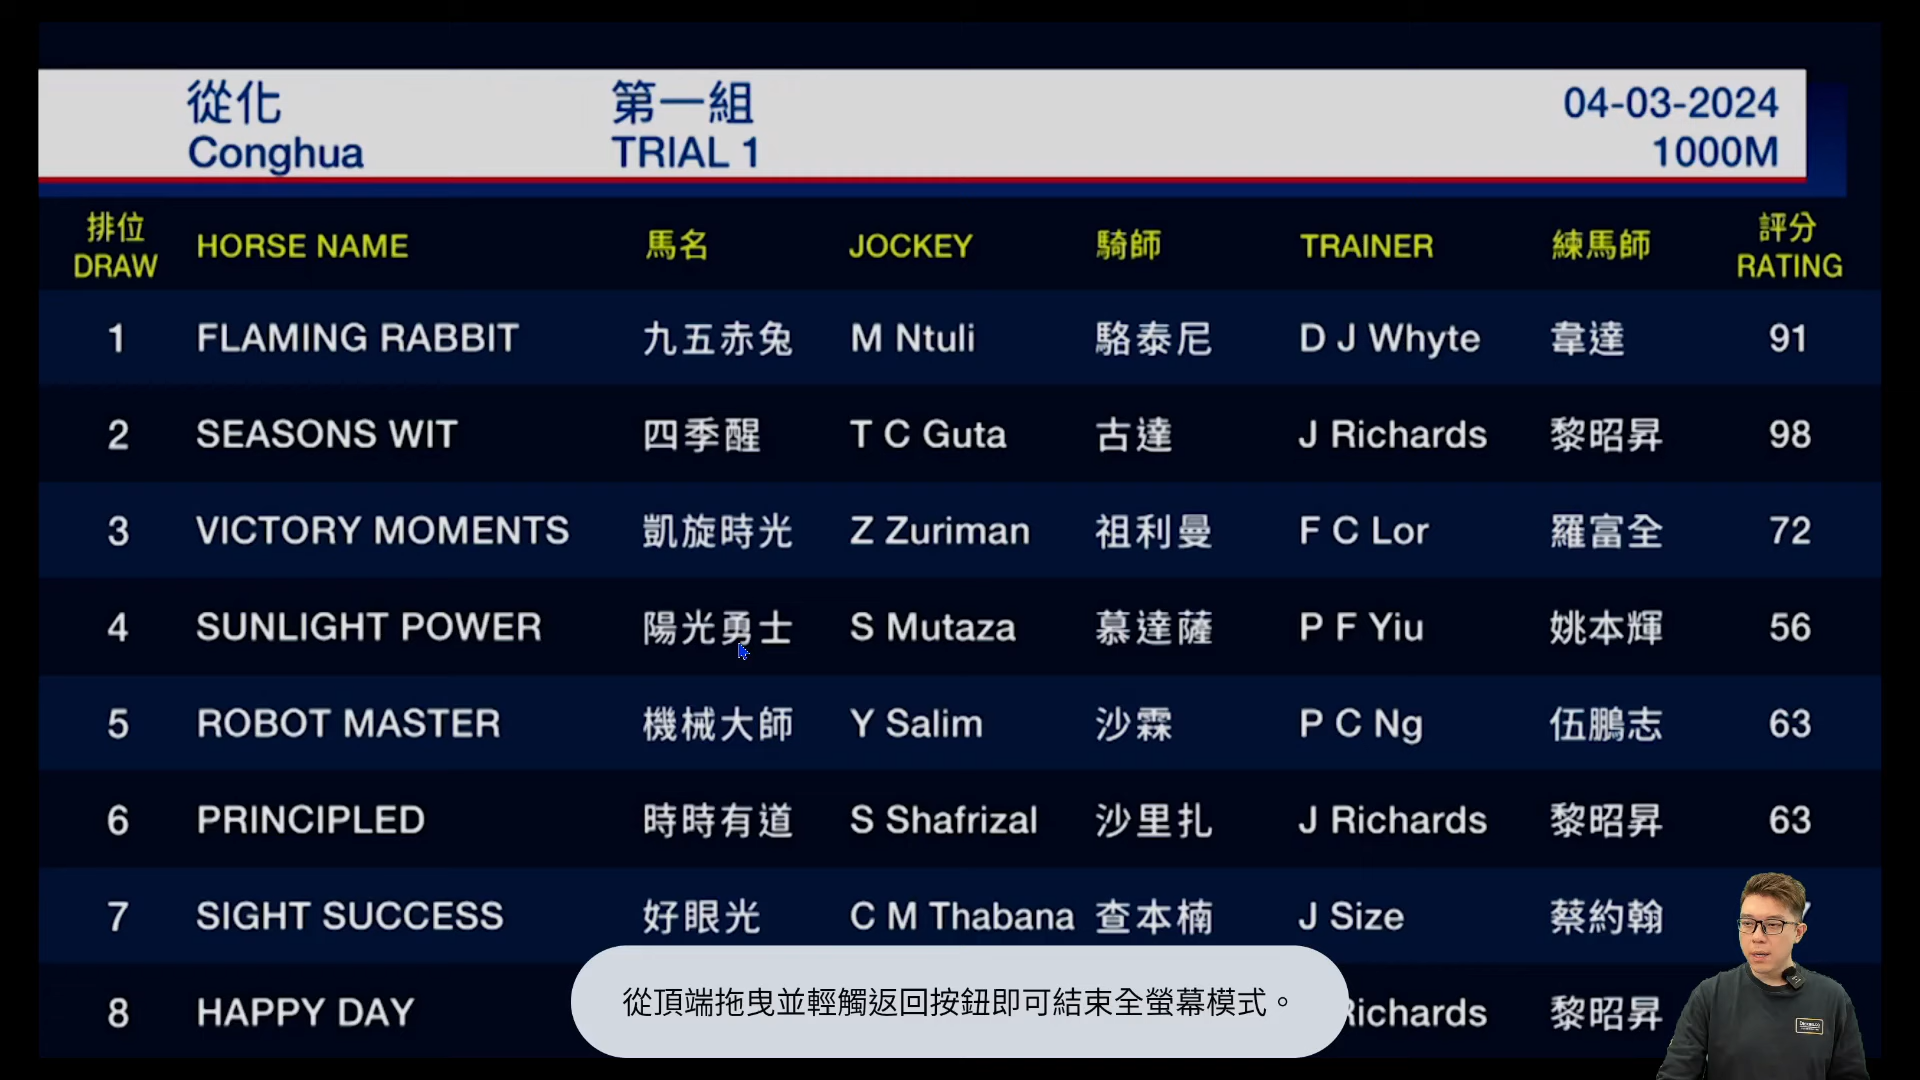 從化 第一組 04-03-2024
Conghua TRIAL 1 1000M
排位 評分
DRAW HORSE NAME 馬名 JOCKEY 騎師 TRAINER 練馬師 RATING
1 FLAMING RABBIT 九五赤兔 M Ntuli 駱泰尼 D J Whyte 韋達 91
2 SEASONS WIT 四季醒 T C Guta 古達 J Richards 黎昭昇 98
3 VICTORY MOMENTS 凱旋時光 Z Zuriman 祖利曼 F C Lor 羅富全 72
4 SUNLIGHT POWER 陽光勇士 S Mutaza 慕達薩 P F Yiu 姚本輝 56
5 ROBOT MASTER 機械大師 Y Salim 沙霖 P C Ng 伍鵬志 63
6 PRINCIPLED 時時有道 S Shafrizal 沙里扎 J Richards 黎昭昇 63
7 SIGHT SUCCESS 好眼光 C M Thabana 查本楠 J Size 蔡約翰
8 HAPPY DAY Richards 黎昭昇
從頂端拖曳並輕觸返回按鈕即可結束全螢幕模式。